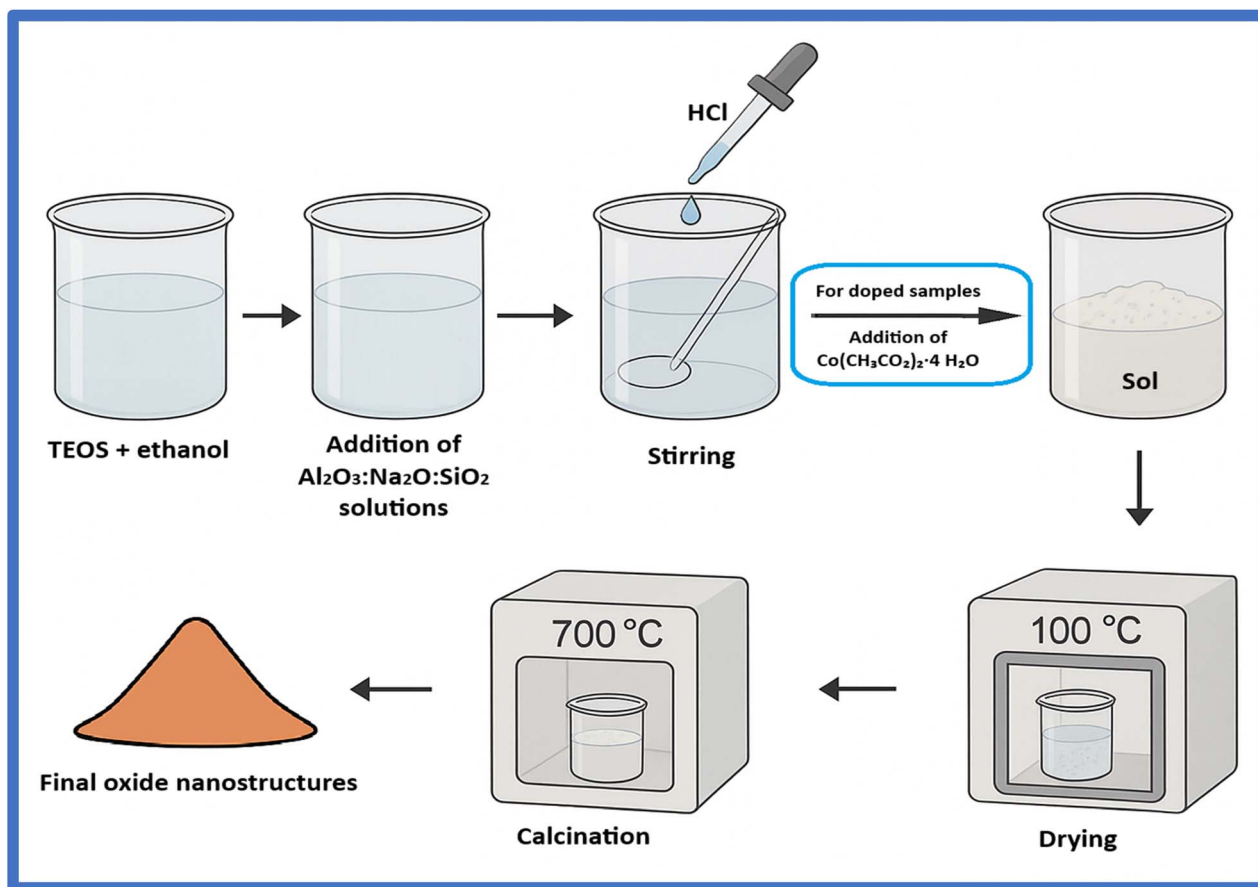 HCl
TEOS + ethanol
Addition of
Al₂O₃:Na₂O:SiO₂
solutions
Stirring
For doped samples
Addition of
Co(CH₃CO₂)₂·4 H₂O
Sol
100 °C
Drying
700 °C
Calcination
Final oxide nanostructures